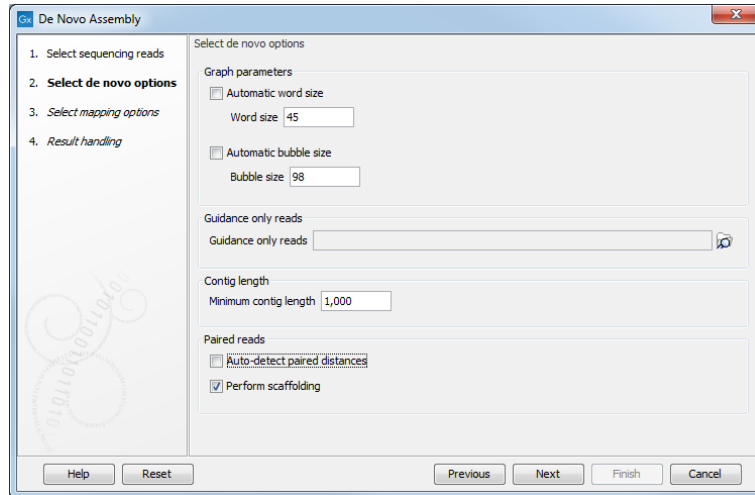 Gx De Novo Assembly
1. Select sequencing reads
2. Select de novo options
3. Select mapping options
4. Result handling
Select de novo options
Graph parameters
Automatic word size
Word size 45
Automatic bubble size
Bubble size 98
Guidance only reads
Guidance only reads
Contig length
Minimum contig length 1,000
Paired reads
Auto-detect paired distances
Perform scaffolding
Help Reset Previous Next Finish Cancel